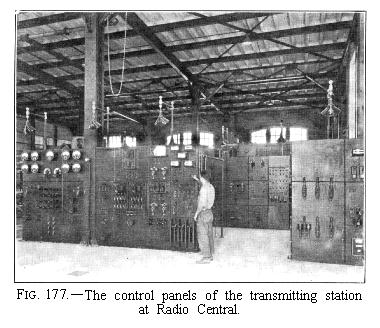 FIG. 177.—The control panels of the transmitting station
at Radio Central.